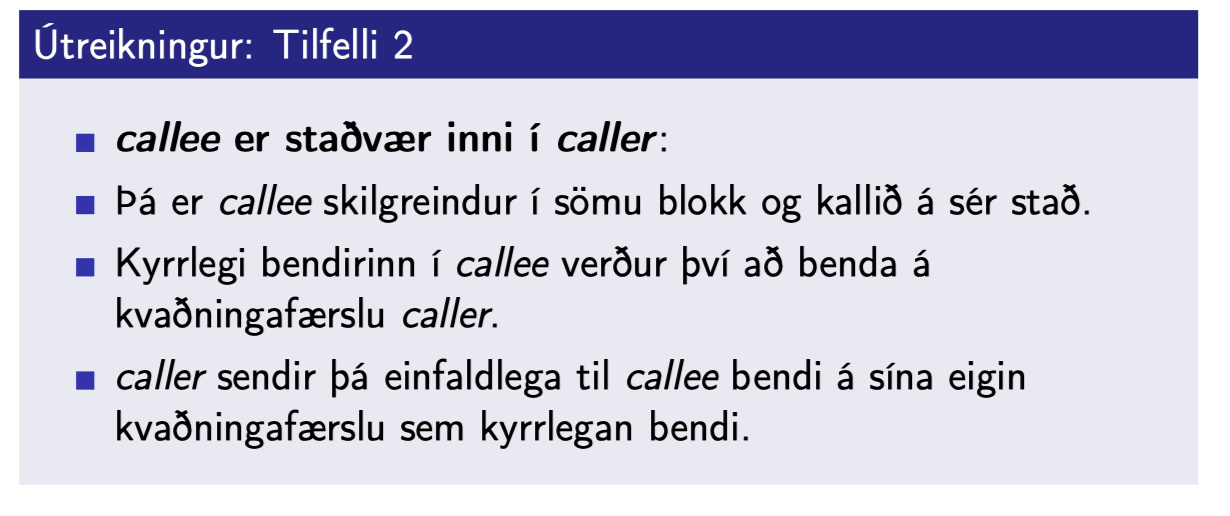 Útreikningur: Tilfelli 2
callee er staðvær inni í caller:
Þá er callee skilgreindur í sömu blokk og kallið á sér stað.
Kyrrlegi bendirinn í callee verður því að benda á
kvaðningafærslu caller.
caller sendir þá einfaldlega til callee bendi á sína eigin
kvaðningafærslu sem kyrrlegan bendi.